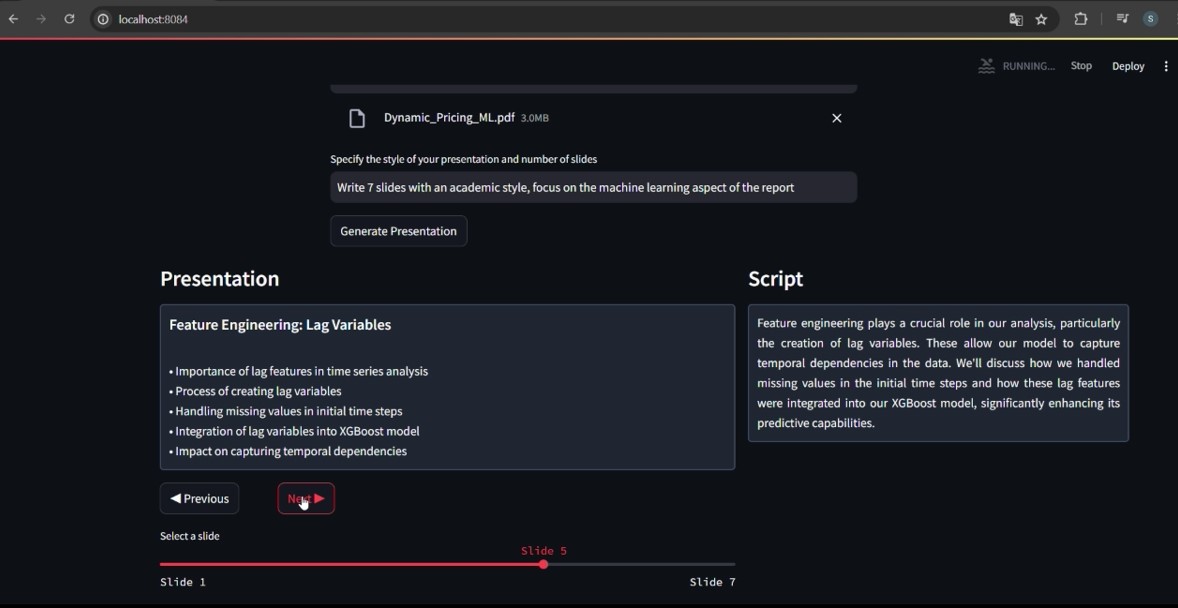 localhost:8084
S
RUNNING...
Stop
Deploy
Dynamic_Pricing_ML.pdf 3.0MB
Specify the style of your presentation and number of slides
Write 7 slides with an academic style, focus on the machine learning aspect of the report
Generate Presentation
Presentation
Feature Engineering: Lag Variables
• Importance of lag features in time series analysis
• Process of creating lag variables
• Handling missing values in initial time steps
• Integration of lag variables into XGBoost model
• Impact on capturing temporal dependencies
Script
Feature engineering plays a crucial role in our analysis, particularly
the creation of lag variables. These allow our model to capture
temporal dependencies in the data. We'll discuss how we handled
missing values in the initial time steps and how these lag features
were integrated into our XGBoost model, significantly enhancing its
predictive capabilities.
◀ Previous
Next ▶
Select a slide
Slide 5
Slide 1
Slide 7